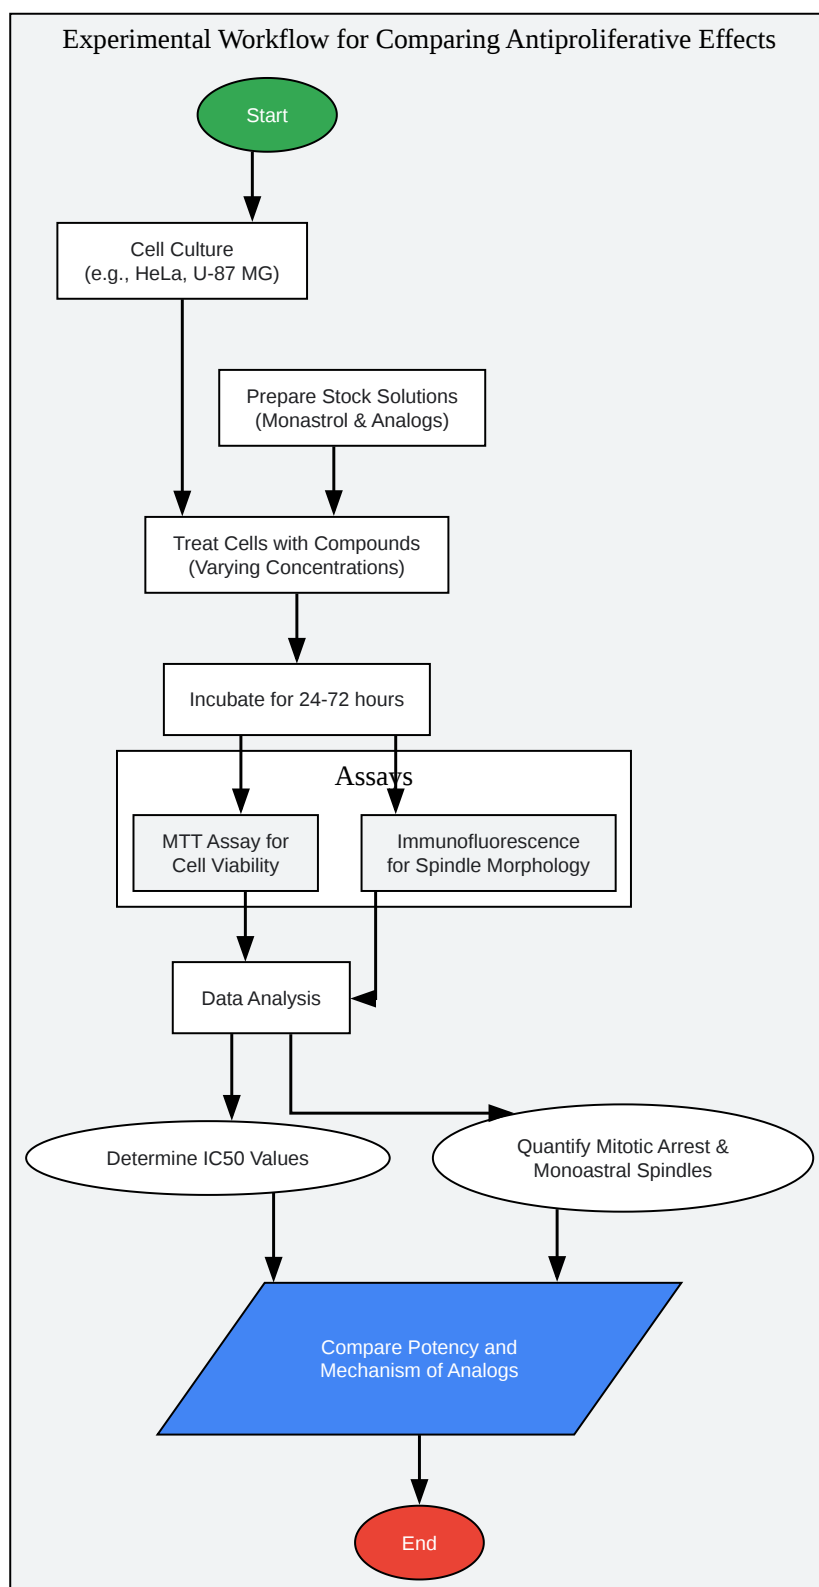 Experimental Workflow for Comparing Antiproliferative Effects
Start
Cell Culture
(e.g., HeLa, U-87 MG)
Prepare Stock Solutions
(Monastrol & Analogs)
Treat Cells with Compounds
(Varying Concentrations)
Incubate for 24-72 hours
Assays
MTT Assay for
Cell Viability
Immunofluorescence
for Spindle Morphology
Data Analysis
Determine IC50 Values
Quantify Mitotic Arrest &
Monoastral Spindles
Compare Potency and
Mechanism of Analogs
End